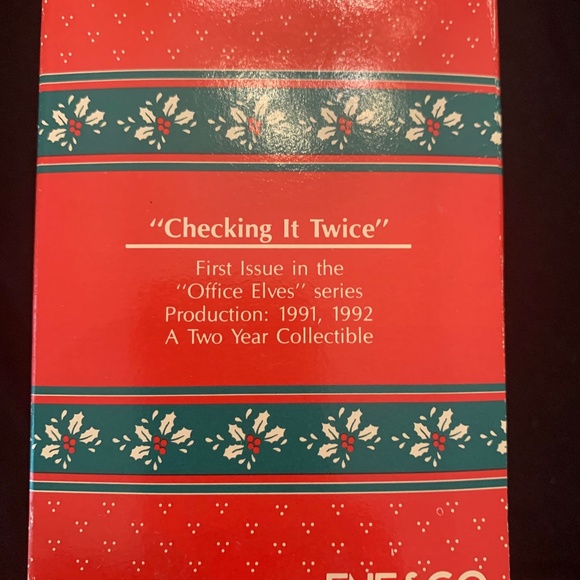 "Checking It Twice"
First Issue in the
"Office Elves" series
Production: 1991, 1992
A Two Year Collectible